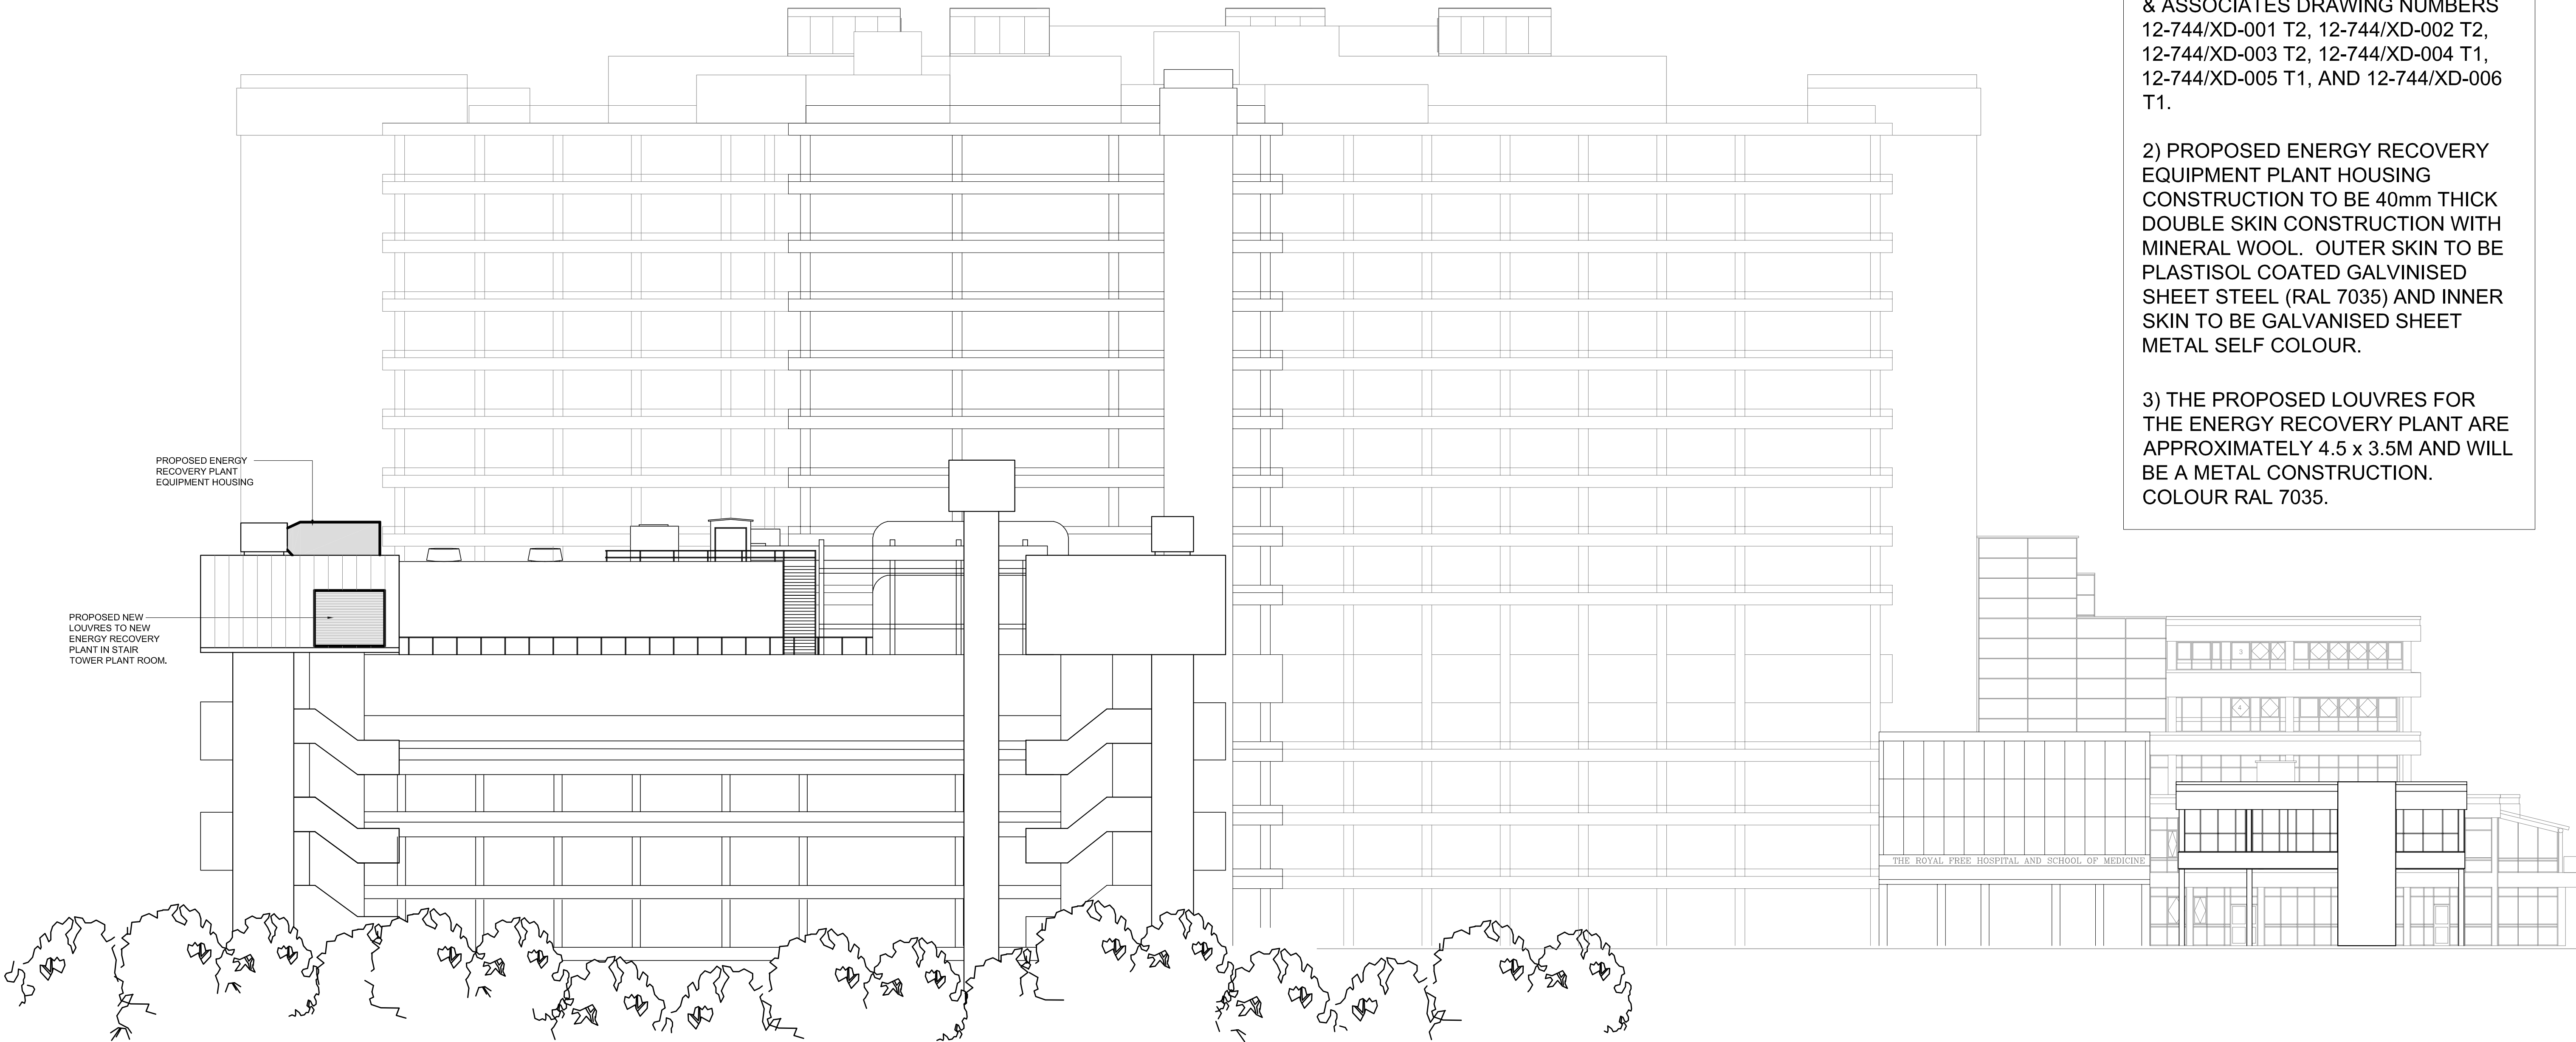 & ASSOCIATES DRAWING NUMBERS
12-744/XD-001 T2, 12-744/XD-002 T2,
12-744/XD-003 T2, 12-744/XD-004 T1,
12-744/XD-005 T1, AND 12-744/XD-006
T1.
2) PROPOSED ENERGY RECOVERY
EQUIPMENT PLANT HOUSING
CONSTRUCTION TO BE 40mm THICK
DOUBLE SKIN CONSTRUCTION WITH
MINERAL WOOL. OUTER SKIN TO BE
PLASTISOL COATED GALVINISED
SHEET STEEL (RAL 7035) AND INNER
SKIN TO BE GALVANISED SHEET
METAL SELF COLOUR.
3) THE PROPOSED LOUVRES FOR
THE ENERGY RECOVERY PLANT ARE
APPROXIMATELY 4.5 x 3.5M AND WILL
BE A METAL CONSTRUCTION.
COLOUR RAL 7035.
PROPOSED ENERGY
RECOVERY PLANT
EQUIPMENT HOUSING
PROPOSED NEW
LOUVRES TO NEW
ENERGY RECOVERY
PLANT IN STAIR
TOWER PLANT ROOM.
3
4
THE ROYAL FREE HOSPITAL AND SCHOOL OF MEDICINE